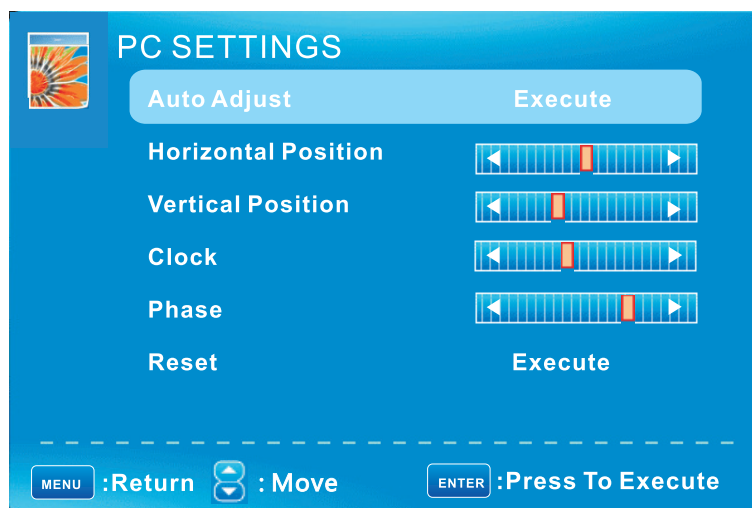 PC SETTINGS
Auto Adjust Execute
Horizontal Position
Vertical Position
Clock
Phase
Reset Execute
MENU :Return : Move ENTER :Press To Execute